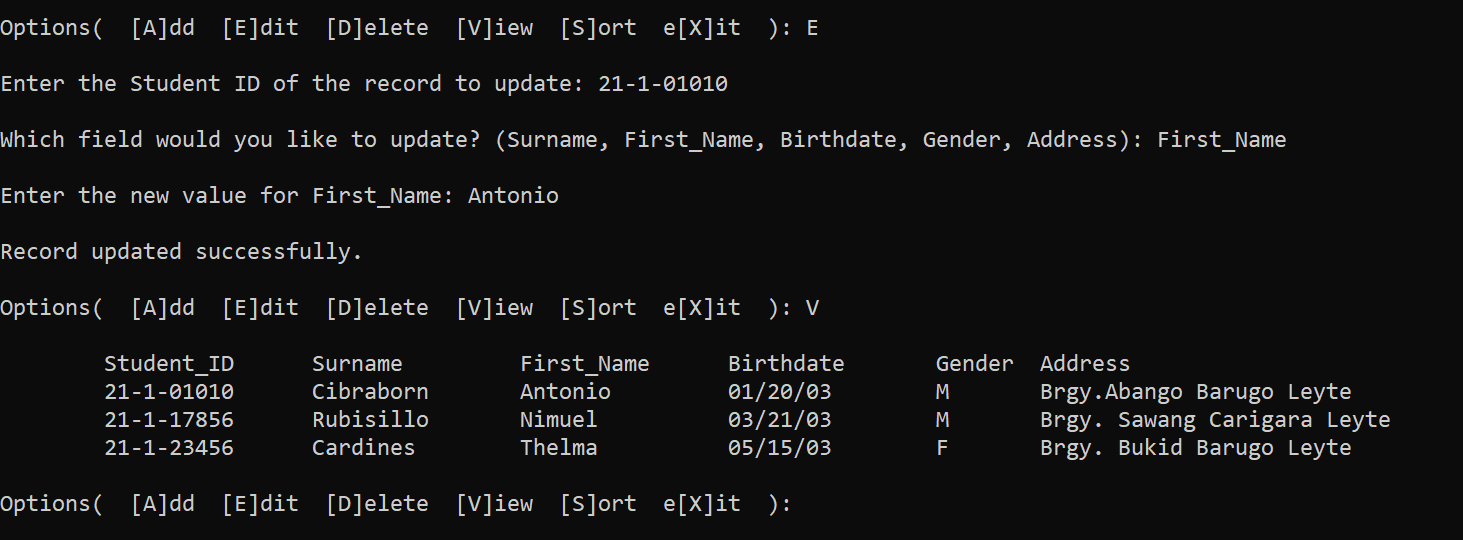 Options(  [A]dd  [E]dit  [D]elete  [V]iew  [S]ort  e[X]it  ): E
Enter the Student ID of the record to update: 21-1-01010
Which field would you like to update? (Surname, First_Name, Birthdate, Gender, Address): First_Name
Enter the new value for First_Name: Antonio
Record updated successfully.
Options(  [A]dd  [E]dit  [D]elete  [V]iew  [S]ort  e[X]it  ): V
Student_ID      Surname         First_Name      Birthdate       Gender  Address
21-1-01010      Cibraborn       Antonio         01/20/03        M       Brgy.Abango Barugo Leyte
21-1-17856      Rubisillo       Nimuel          03/21/03        M       Brgy. Sawang Carigara Leyte
21-1-23456      Cardines        Thelma          05/15/03        F       Brgy. Bukid Barugo Leyte
Options(  [A]dd  [E]dit  [D]elete  [V]iew  [S]ort  e[X]it  ):